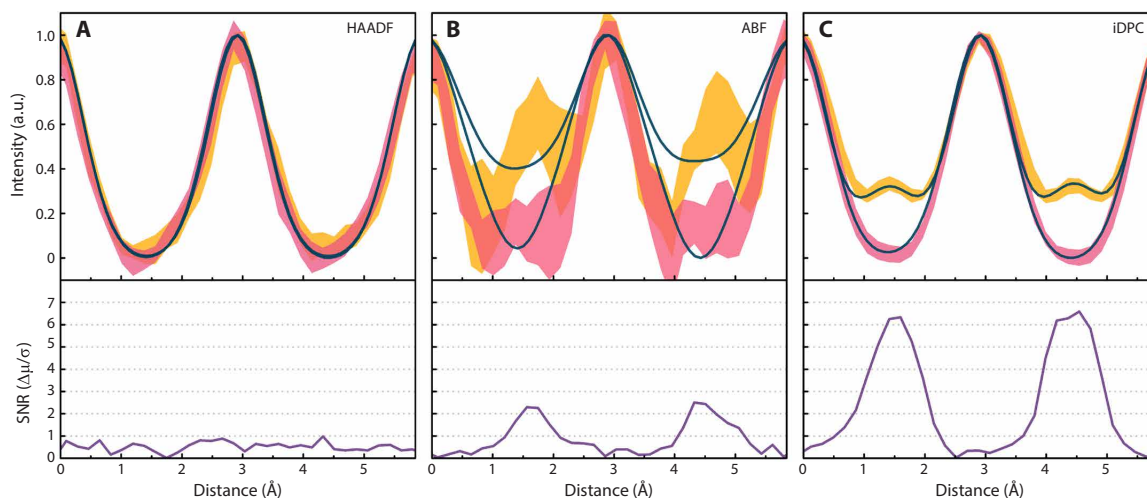 A HAADF
B ABF
C iDPC
Intensity (a.u.)
1.0
0.8
0.6
0.4
0.2
0
SNR (Δμ/σ)
7
6
5
4
3
2
1
0
0 1 2 3 4 5
0 1 2 3 4 5
0 1 2 3 4 5
Distance (Å)
Distance (Å)
Distance (Å)